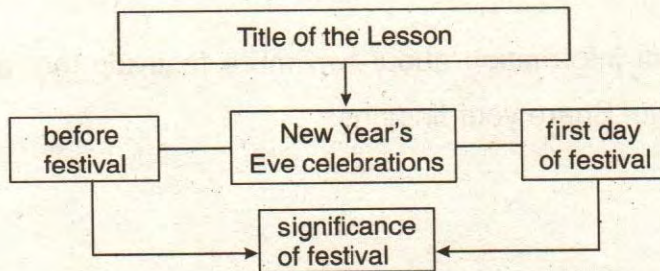 Title of the Lesson
before
festival
New Year's
Eve celebrations
first day
of festival
significance
of festival